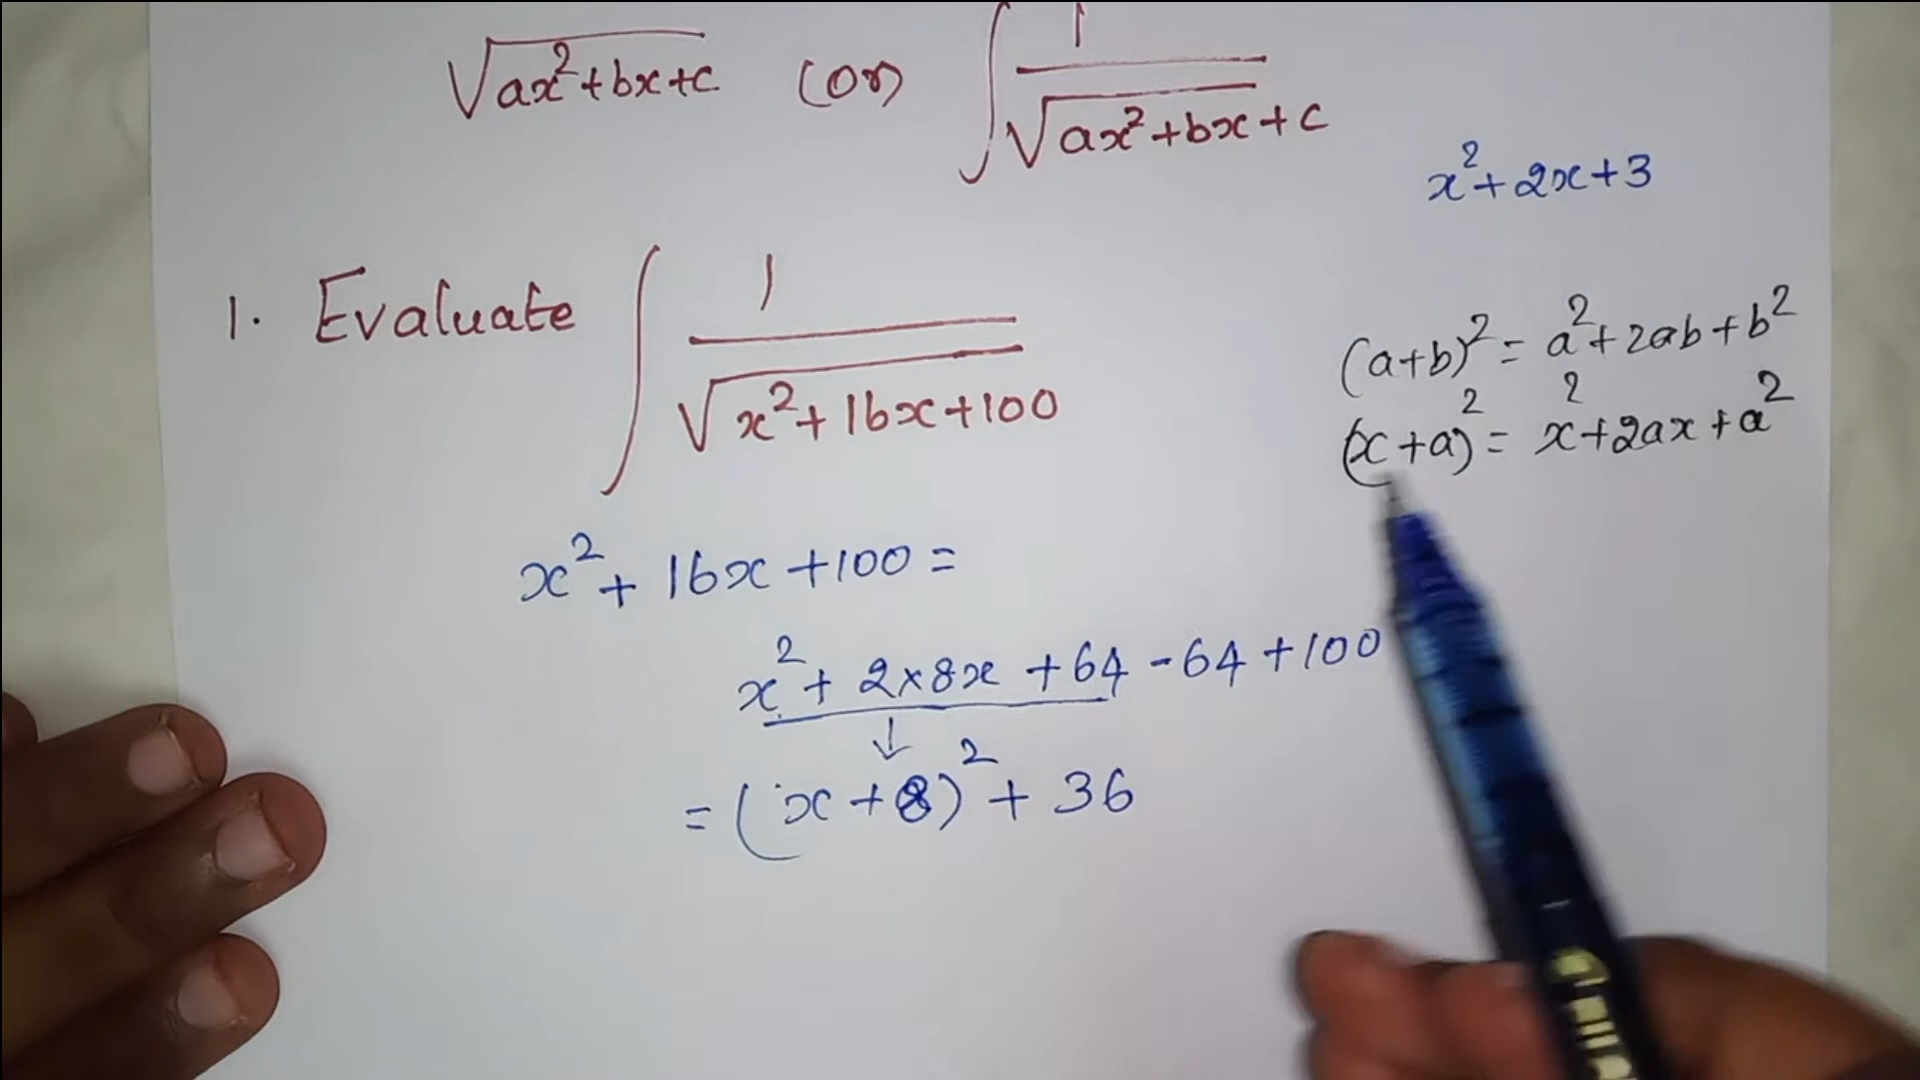 √ax²+bx+c (or) ∫ 1/√ax²+bx+c
x²+2x+3
1. Evaluate ∫ 1/√x²+16x+100
(a+b)² = a²+2ab+b²
(x+a)² = x²+2ax+a²
x²+16x+100 =
x²+2×8x+64-64+100
↓
=(x+8)²+36